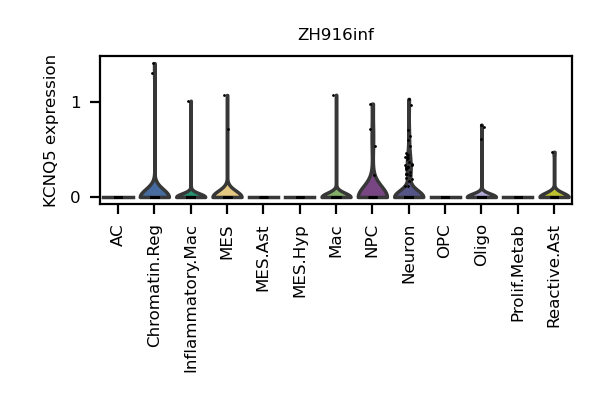 ZH916inf
KCNQ5 expression
1
0
AC
Chromatin.Reg
Inflammatory.Mac
MES
MES.Ast
MES.Hyp
Mac
NPC
Neuron
OPC
Oligo
Prolif.Metab
Reactive.Ast